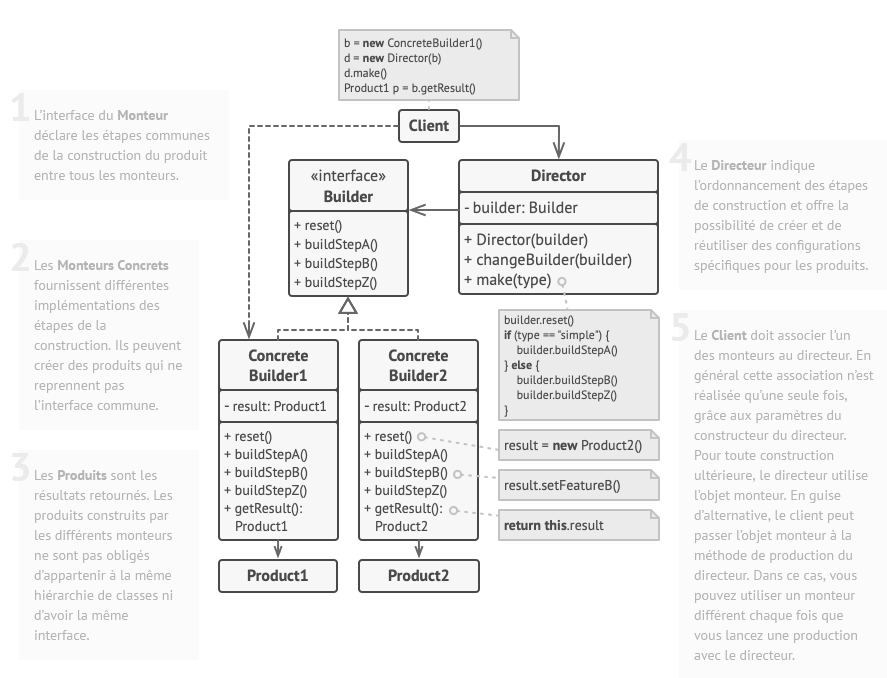 b = new ConcreteBuilder1()
d = new Director(b)
d.make()
Product1 p = b.getResult()
Client
1
L'interface du Monteur
déclare les étapes communes
de la construction du produit
entre tous les monteurs.
2
Les Monteurs Concrets
fournissent différentes
implémentations des
étapes de la
construction. Ils peuvent
créer des produits qui ne
reprennent pas
l'interface commune.
3
Les Produits sont les
résultats retournés. Les
produits construits par
les différents monteurs
ne sont pas obligés
d'appartenir à la même
hiérarchie de classes ni
d'avoir la même
interface.
«interface»
Builder
+ reset()
+ buildStepA()
+ buildStepB()
+ buildStepZ()
Director
- builder: Builder
+ Director(builder)
+ changeBuilder(builder)
+ make(type)
builder.reset()
if (type == "simple") {
builder.buildStepA()
} else {
builder.buildStepB()
builder.buildStepZ()
}
Concrete
Builder1
- result: Product1
+ reset()
+ buildStepA()
+ buildStepB()
+ buildStepZ()
+ getResult():
Product1
Product1
Concrete
Builder2
- result: Product2
+ reset()
+ buildStepA()
+ buildStepB()
+ buildStepZ()
+ getResult():
Product2
Product2
result = new Product2()
result.setFeatureB()
return this.result
4
Le Directeur indique
l'ordonnancement des étapes
de construction et offre la
possibilité de créer et de
réutiliser des configurations
spécifiques pour les produits.
5
Le Client doit associer l'un
des monteurs au directeur. En
général cette association n'est
réalisée qu'une seule fois,
grâce aux paramètres du
constructeur du directeur.
Pour toute construction
ultérieure, le directeur utilise
l'objet monteur. En guise
d'alternative, le client peut
passer l'objet monteur à la
méthode de production du
directeur. Dans ce cas, vous
pouvez utiliser un monteur
différent chaque fois que
vous lancez une production
avec le directeur.